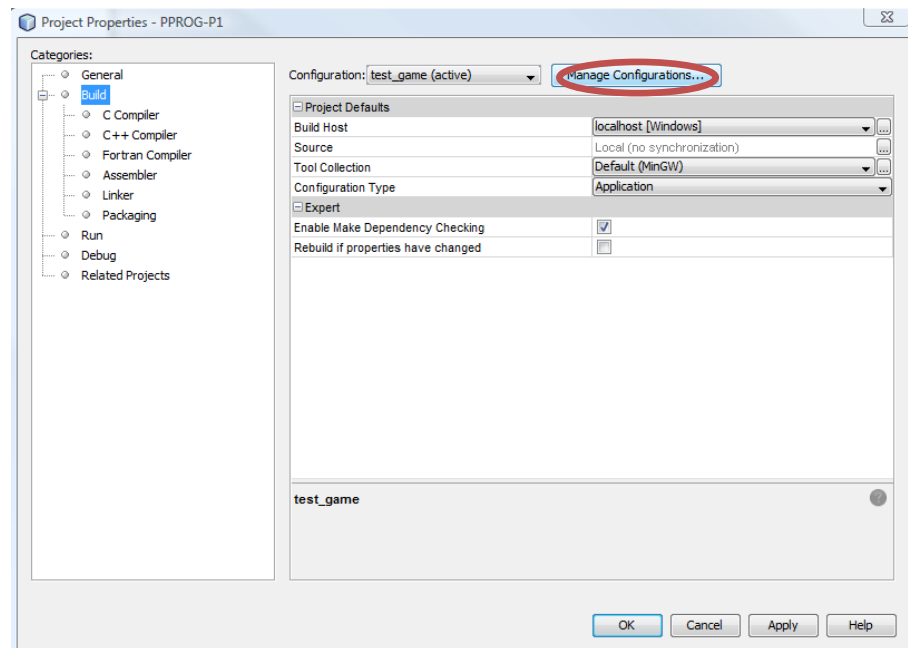 Project Properties - PPROG-P1
Categories:
General
Build
C Compiler
C++ Compiler
Fortran Compiler
Assembler
Linker
Packaging
Run
Debug
Related Projects
Configuration: test_game (active) Manage Configurations...
Project Defaults
Build Host localhost [Windows] ...
Source Local (no synchronization) ...
Tool Collection Default (MinGW) ...
Configuration Type Application
Expert
Enable Make Dependency Checking
Rebuild if properties have changed
test_game ?
OK Cancel Apply Help